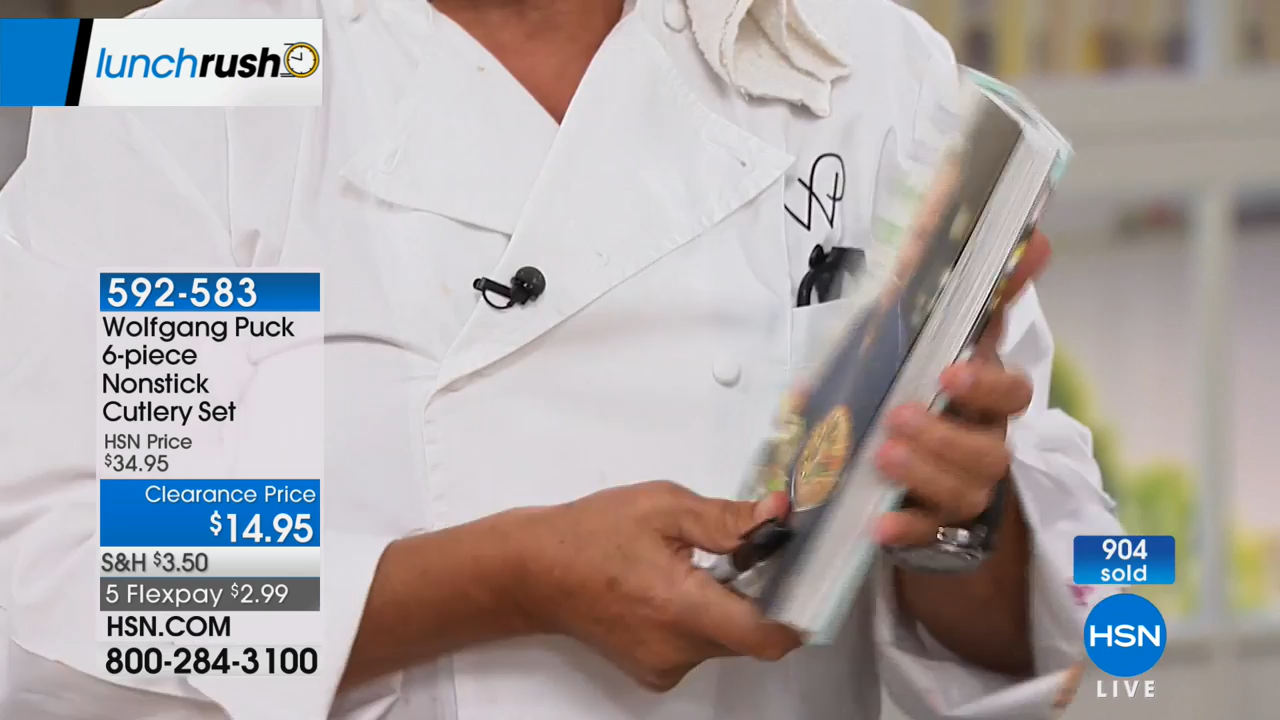 lunchrush
592-583
Wolfgang Puck
6-piece
Nonstick
Cutlery Set
HSN Price
$34.95
Clearance Price
$14.95
S&H $3.50
5 Flexpay $2.99
HSN.COM
800-284-3100
904
sold
HSN
LIVE